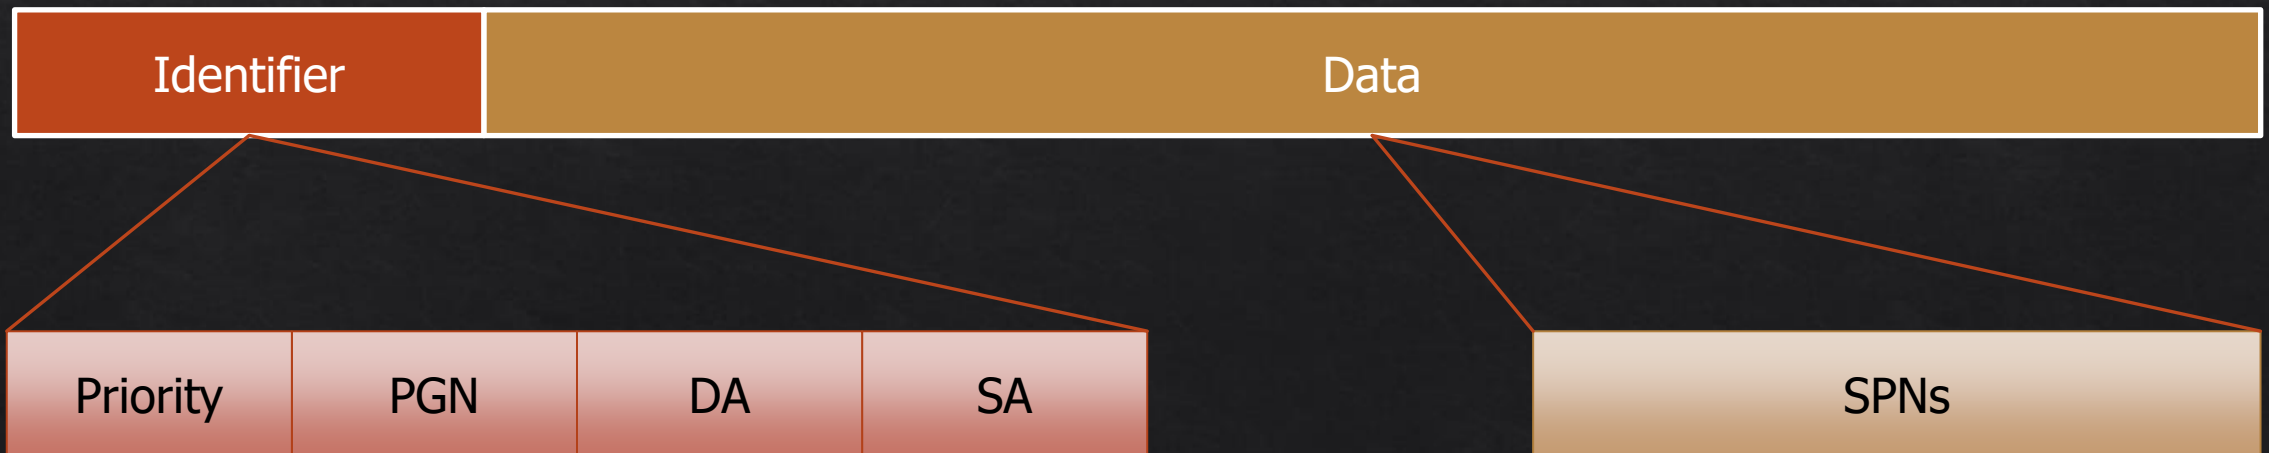 Identifier
Data
Priority
PGN
DA
SA
SPNs